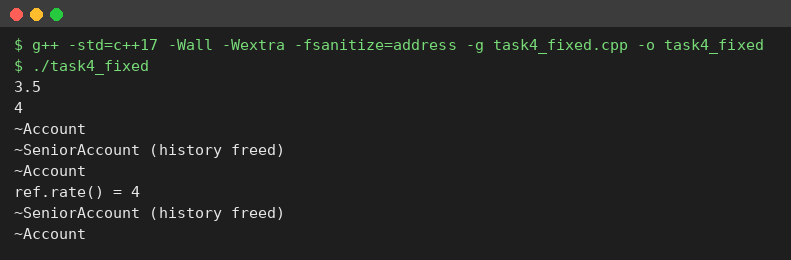 $ g++ -std=c++17 -Wall -Wextra -fsanitize=address -g task4_fixed.cpp -o task4_fixed
$ ./task4_fixed
3.5
4
~Account
~SeniorAccount (history freed)
~Account
ref.rate() = 4
~SeniorAccount (history freed)
~Account